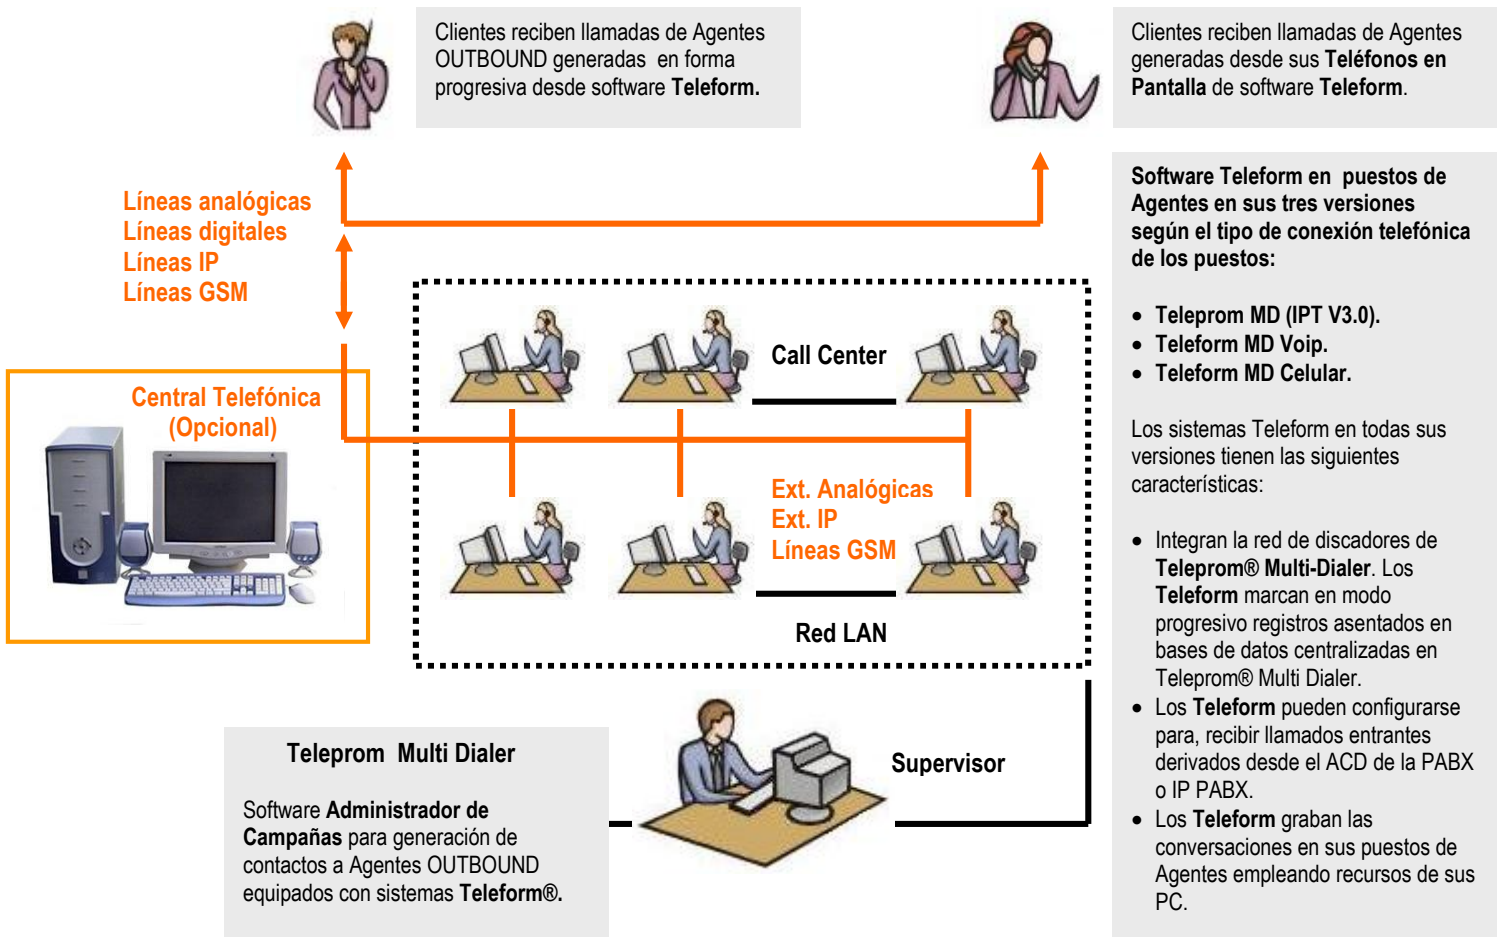 Clientes reciben llamadas de Agentes
OUTBOUND generadas  en forma
progresiva desde software Teleform.
Clientes reciben llamadas de Agentes
generadas desde sus Teléfonos en
Pantalla de software Teleform.
Líneas analógicas
Líneas digitales
Líneas IP
Líneas GSM
Central Telefónica
(Opcional)
Call Center
Ext. Analógicas
Ext. IP
Líneas GSM
Red LAN
Supervisor
Teleprom  Multi Dialer
Software Administrador de
Campañas para generación de
contactos a Agentes OUTBOUND
equipados con sistemas Teleform®.
Software Teleform en  puestos de
Agentes en sus tres versiones
según el tipo de conexión telefónica
de los puestos:
• Teleprom MD (IPT V3.0).
• Teleform MD Voip.
• Teleform MD Celular.
Los sistemas Teleform en todas sus
versiones tienen las siguientes
características:
• Integran la red de discadores de
Teleprom® Multi-Dialer. Los
Teleform marcan en modo
progresivo registros asentados en
bases de datos centralizadas en
Teleprom® Multi Dialer.
• Los Teleform pueden configurarse
para, recibir llamados entrantes
derivados desde el ACD de la PABX
o IP PABX.
• Los Teleform graban las
conversaciones en sus puestos de
Agentes empleando recursos de sus
PC.